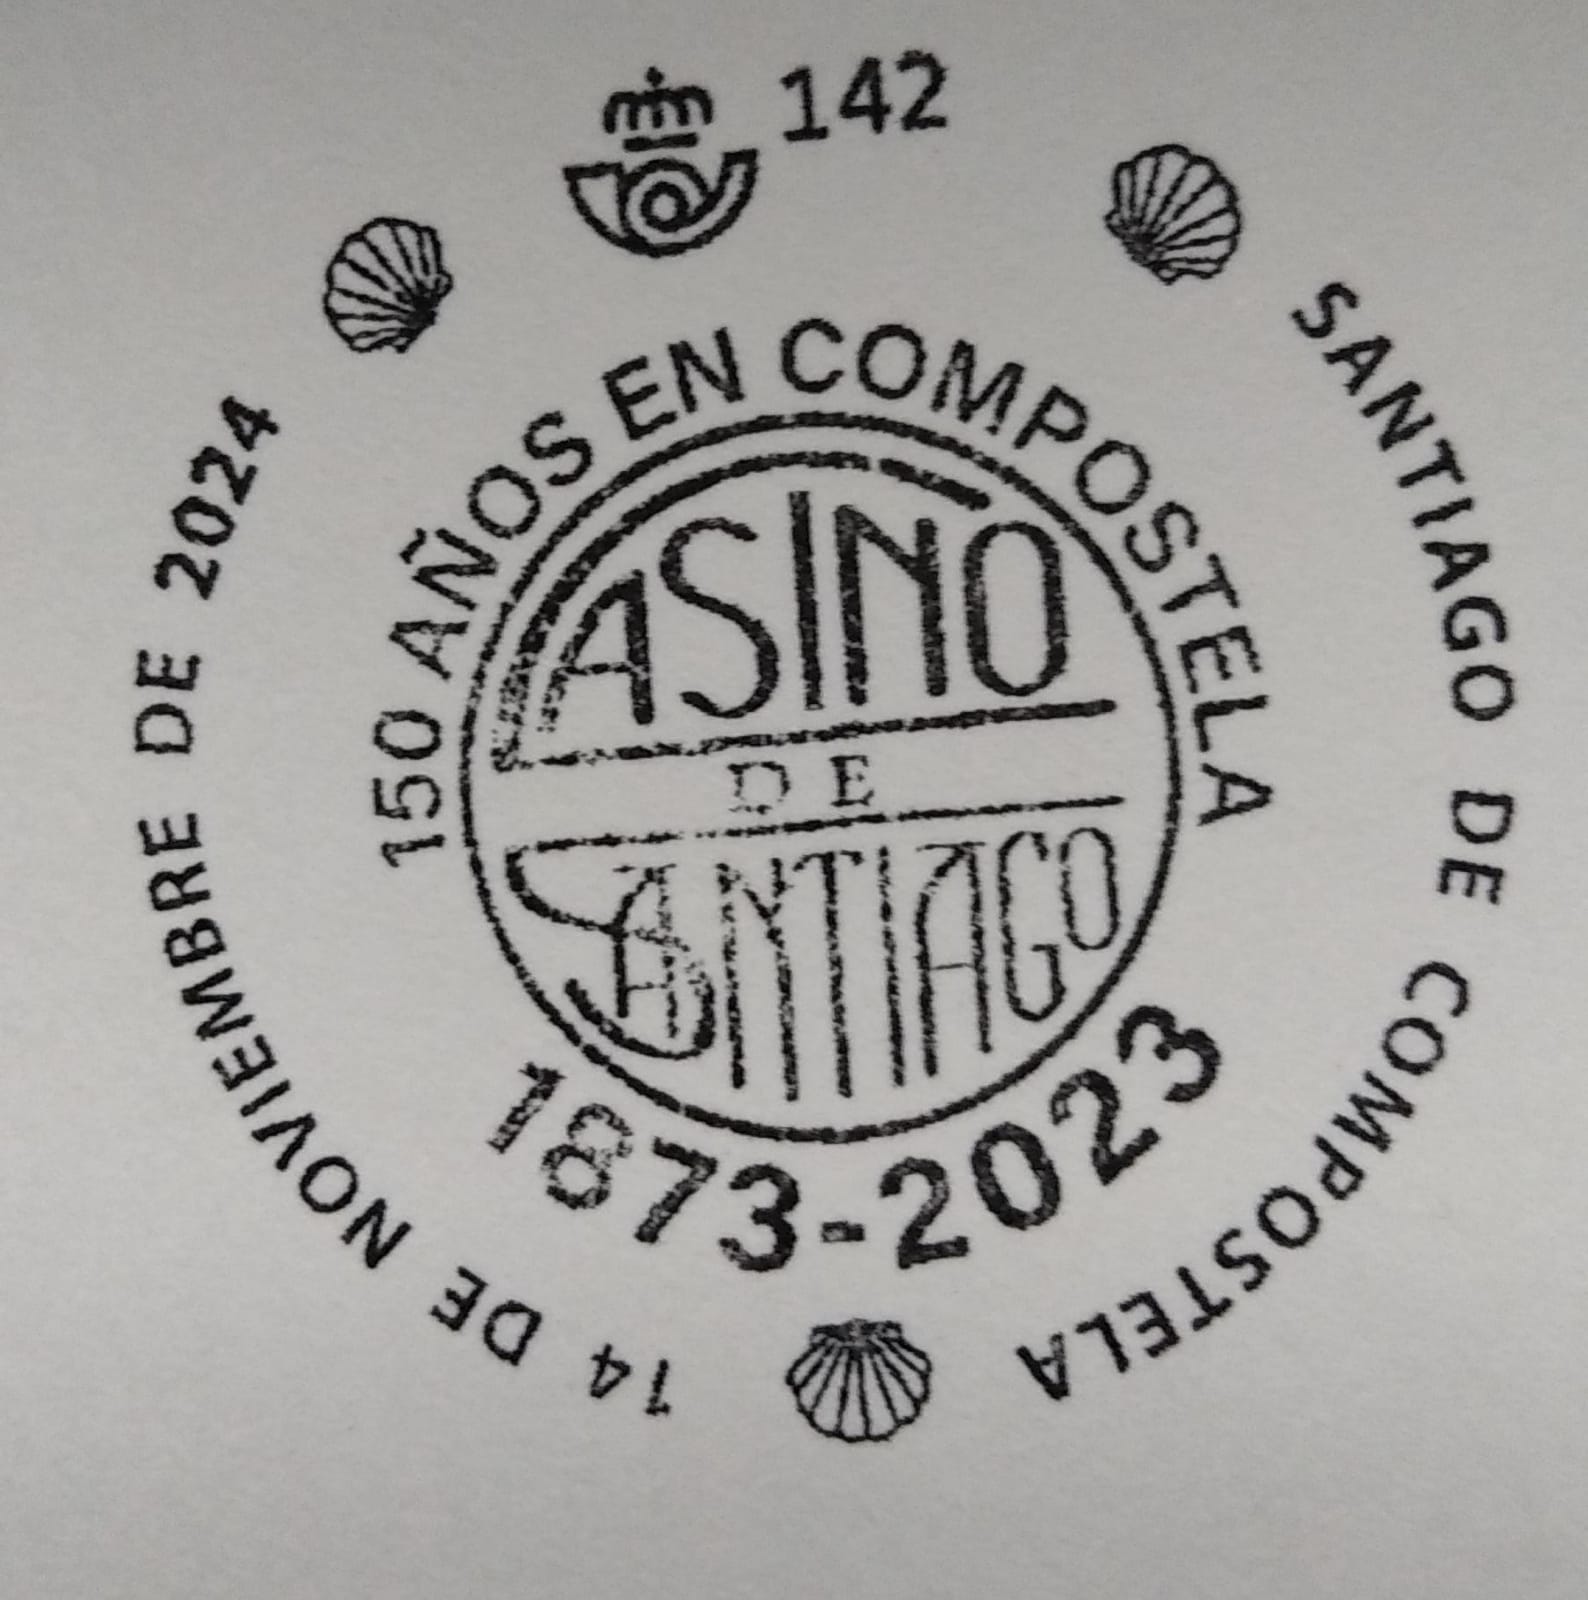 142
14 DE NOVIEMBRE DE 2024
SANTIAGO DE COMPOSTELA
150 AÑOS EN COMPOSTELA
CASINO
DE
SANTIAGO
1873-2023